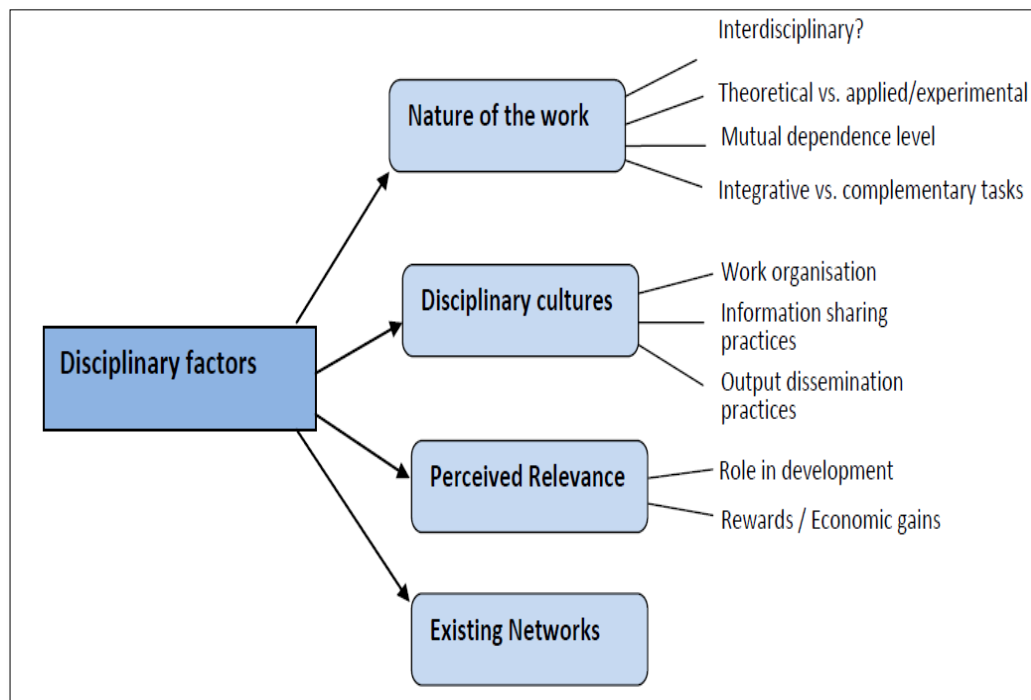 Disciplinary factors
Nature of the work
Interdisciplinary?
Theoretical vs. applied/experimental
Mutual dependence level
Integrative vs. complementary tasks
Disciplinary cultures
Work organisation
Information sharing
practices
Output dissemination
practices
Perceived Relevance
Role in development
Rewards / Economic gains
Existing Networks